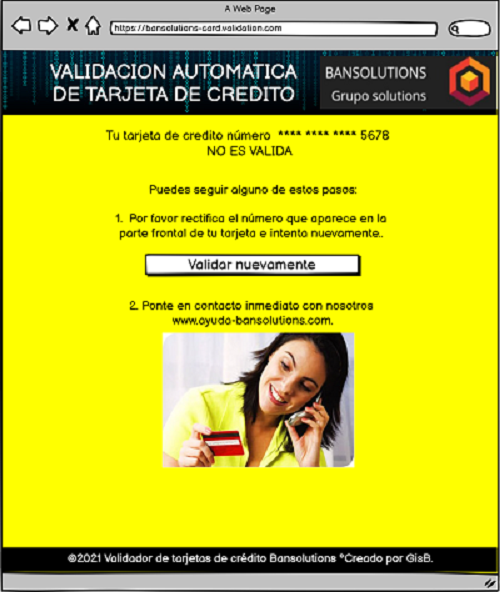 A Web Page
https://bansolutions-card.validation.com
VALIDACION AUTOMATICA
DE TARJETA DE CREDITO
BANSOLUTIONS
Grupo solutions
Tu tarjeta de credito número **** **** **** 5678
NO ES VALIDA
Puedes seguir alguno de estos pasos:
1. Por favor rectifica el número que aparece en la
parte frontal de tu tarjeta e intenta nuevamente..
Validar nuevamente
2. Ponte en contacto inmediato con nosotros
www.ayuda-bansolutions.com.
©2021 Validador de tarjetas de crédito Bansolutions °Creado por GisB.